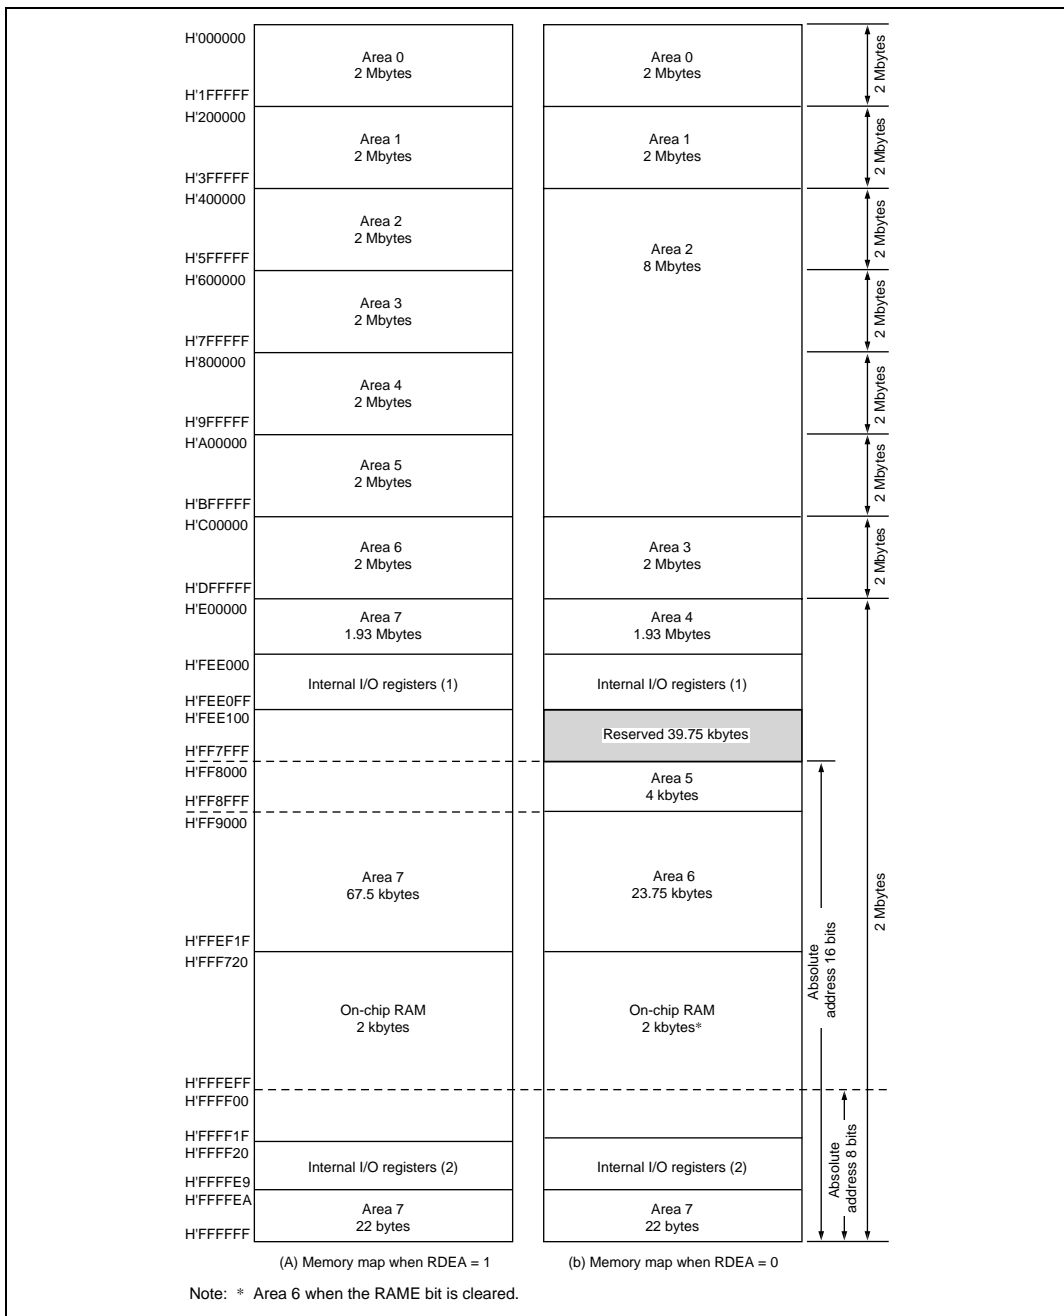 H'000000
Area 0
2 Mbytes
Area 0
2 Mbytes
2 Mbytes
H'1FFFFF
H'200000
Area 1
2 Mbytes
Area 1
2 Mbytes
2 Mbytes
H'3FFFFF
H'400000
Area 2
2 Mbytes
Area 2
8 Mbytes
2 Mbytes
H'5FFFFF
H'600000
Area 3
2 Mbytes
2 Mbytes
H'7FFFFF
H'800000
Area 4
2 Mbytes
2 Mbytes
H'9FFFFF
H'A00000
Area 5
2 Mbytes
2 Mbytes
H'BFFFFF
H'C00000
Area 6
2 Mbytes
Area 3
2 Mbytes
2 Mbytes
H'DFFFFF
H'E00000
Area 7
1.93 Mbytes
Area 4
1.93 Mbytes
H'FEE000
Internal I/O registers (1)
Internal I/O registers (1)
H'FEE0FF
H'FEE100
Reserved 39.75 kbytes
H'FF7FFF
H'FF8000
Area 5
4 kbytes
H'FF8FFF
H'FF9000
Area 7
67.5 kbytes
Area 6
23.75 kbytes
2 Mbytes
Absolute
address 16 bits
H'FFEF1F
H'FFF720
On-chip RAM
2 kbytes
On-chip RAM
2 kbytes*
H'FFFEFF
H'FFFF00
Absolute
address 8 bits
H'FFFF1F
H'FFFF20
Internal I/O registers (2)
Internal I/O registers (2)
H'FFFFE9
H'FFFFEA
Area 7
22 bytes
Area 7
22 bytes
H'FFFFFF
(A) Memory map when RDEA = 1
(b) Memory map when RDEA = 0
Note: * Area 6 when the RAME bit is cleared.